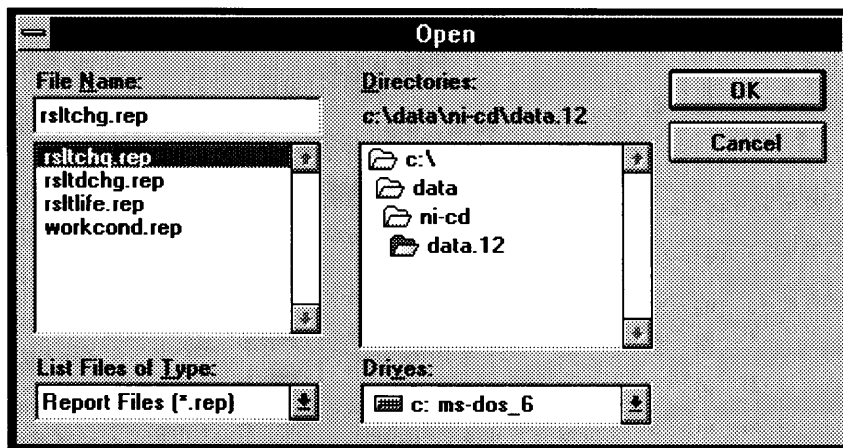 Open
File Name:
rsltchg.rep
rsltchg.rep
rsltdchg.rep
rsltlife.rep
workcond.rep
List Files of Type:
Report Files (*.rep)
Directories:
c:\data\ni-cd\data.12
c:\
data
ni-cd
data.12
Drives:
c: ms-dos_6
OK
Cancel